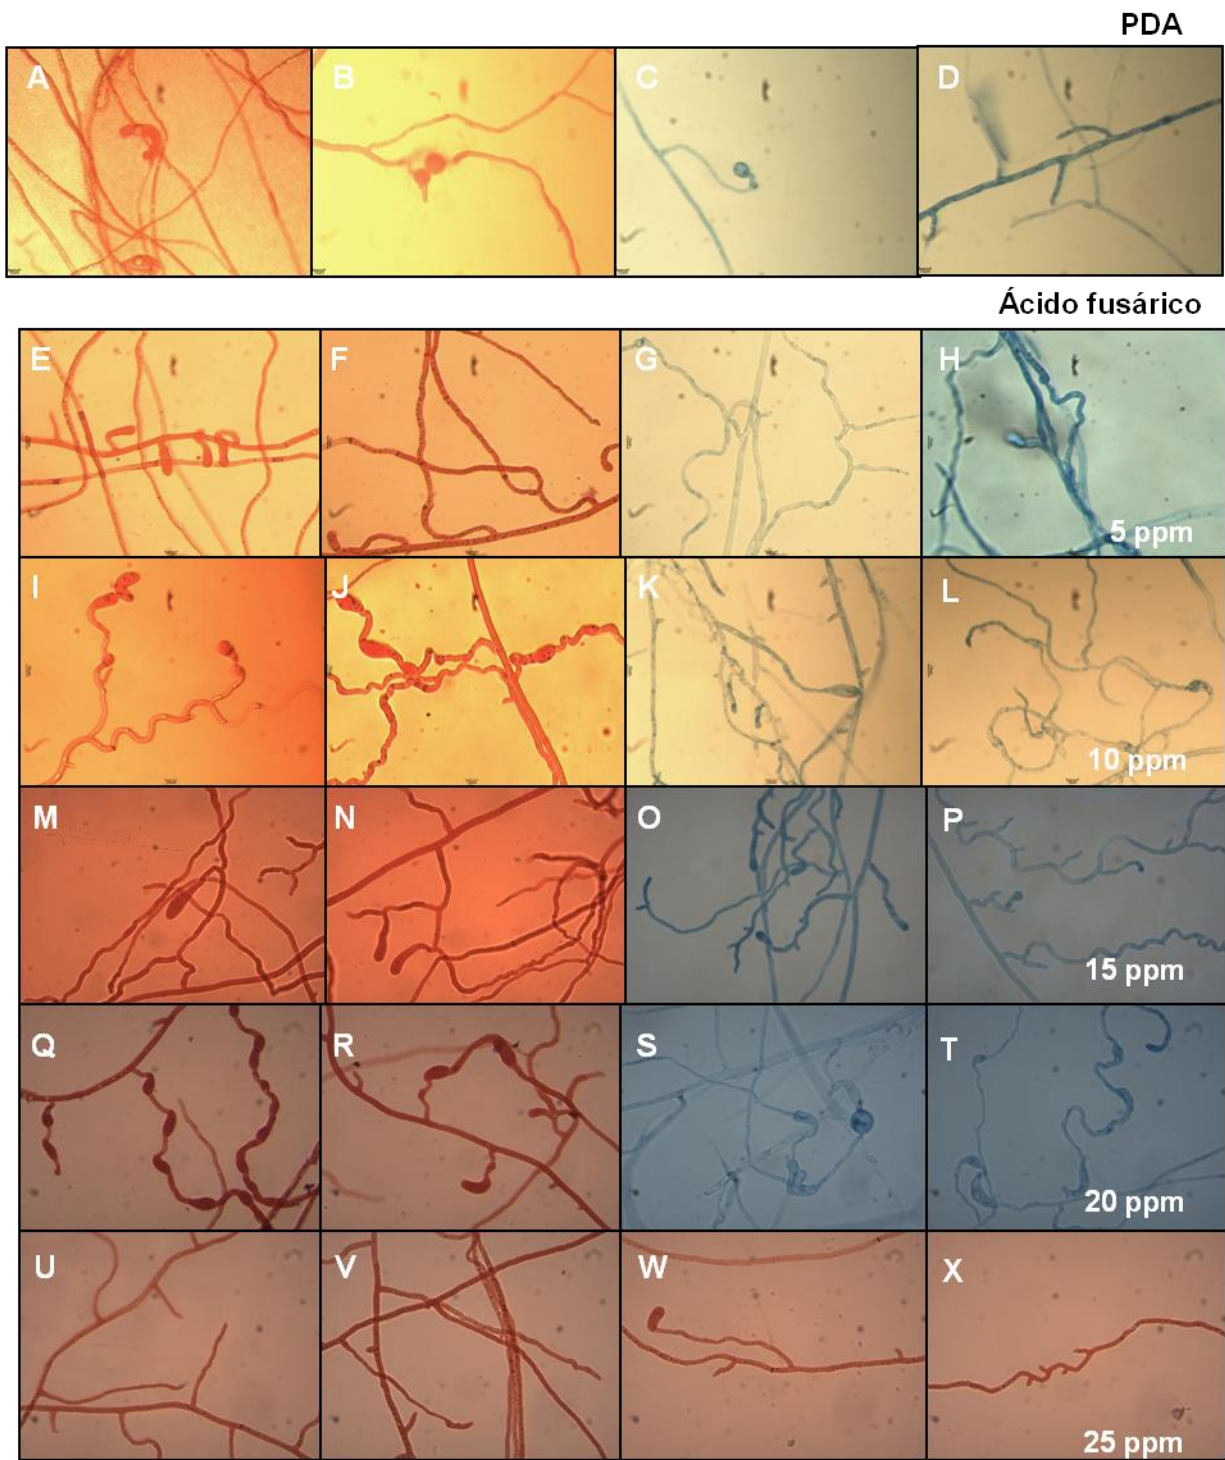 PDA
A B C D
Ácido fusárico
E F G H
5 ppm
I J K L
10 ppm
M N O P
15 ppm
Q R S T
20 ppm
U V W X
25 ppm